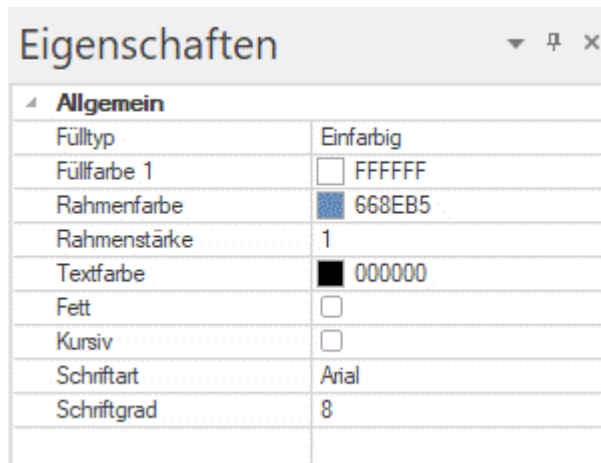 Eigenschaften
Allgemein
Fülltyp Einfarbig
Füllfarbe 1 FFFFFF
Rahmenfarbe 668EB5
Rahmenstärke 1
Textfarbe 000000
Fett
Kursiv
Schriftart Arial
Schriftgrad 8